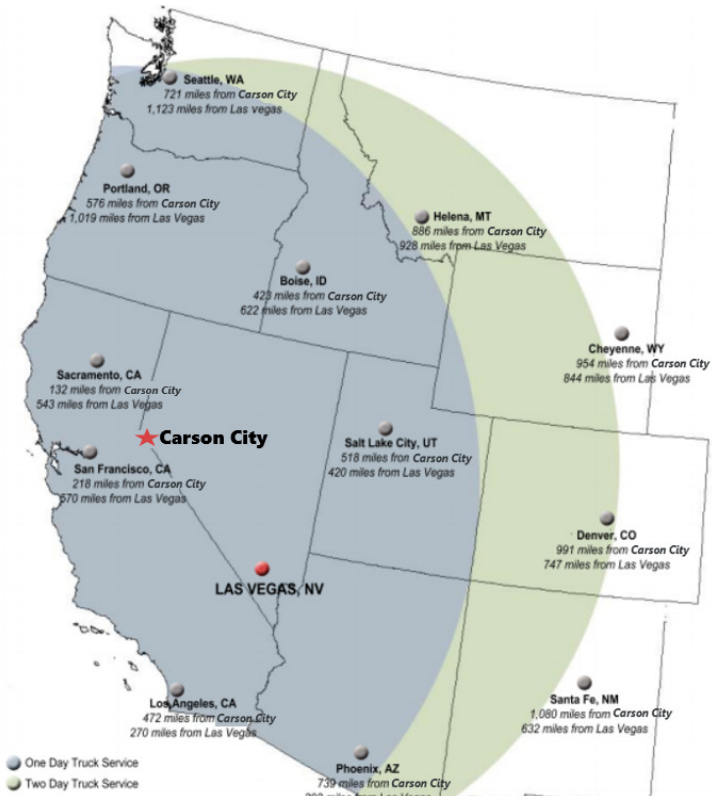 Seattle, WA
721 miles from Carson City
1,123 miles from Las vegas
Portland, OR
576 miles from Carson City
1,019 miles from Las Vegas
Helena, MT
886 miles from Carson City
928 miles from Las Vegas
Boise, ID
423 miles from Carson City
622 miles from Las Vegas
Cheyenne, WY
954 miles from Carson City
844 miles from Las Vegas
Sacramento, CA
132 miles from Carson City
543 miles from Las Vegas
Carson City
Salt Lake City, UT
518 miles fron Carson City
420 miles from Las Vegas
San Francisco, CA
218 miles from Carson City
570 miles from Las Vegas
Denver, CO
991 miles from Carson City
747 miles from Las Vegas
LAS VEGAS, NV
Los Angeles, CA
472 miles from Carson City
270 miles from Las Vegas
Santa Fe, NM
1,080 miles from Carson City
632 miles from Las Vegas
Phoenix, AZ
739 miles from Carson City
miles from Las Vegas
One Day Truck Service
Two Day Truck Service